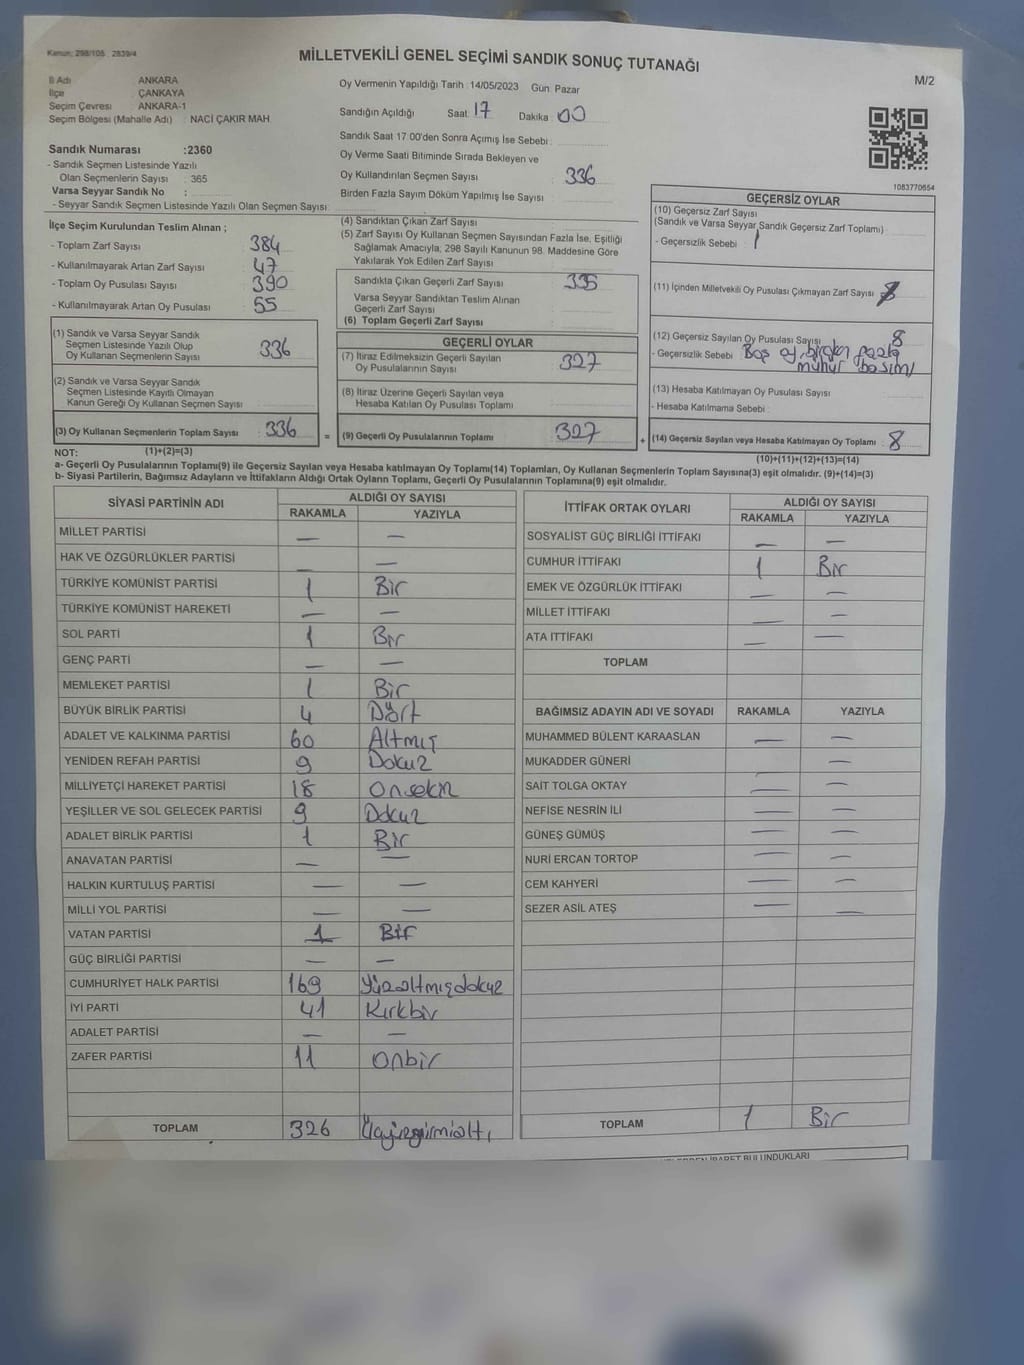 Kanun: 298/105 2839/4
MİLLETVEKİLİ GENEL SEÇİMİ SANDIK SONUÇ TUTANAĞI
M/2
İl Adı : ANKARA
İlçe : ÇANKAYA
Seçim Çevresi : ANKARA-1
Seçim Bölgesi (Mahalle Adı) : NACİ ÇAKIR MAH.
Sandık Numarası :2360
- Sandık Seçmen Listesinde Yazılı
Olan Seçmenlerin Sayısı : 365
Varsa Seyyar Sandık No :
- Seyyar Sandık Seçmen Listesinde Yazılı Olan Seçmen Sayısı:
Oy Vermenin Yapıldığı Tarih : 14/05/2023 Gün: Pazar
Sandığın Açıldığı Saat: 17 Dakika : 00
Sandık Saat 17.00'den Sonra Açımış İse Sebebi :
Oy Verme Saati Bitiminde Sırada Bekleyen ve
Oy Kullandırılan Seçmen Sayısı : 336
Birden Fazla Sayım Döküm Yapılmış İse Sayısı :
1083770654
İlçe Seçim Kurulundan Teslim Alınan ;
- Toplam Zarf Sayısı : 384
- Kullanılmayarak Artan Zarf Sayısı : 47
- Toplam Oy Pusulası Sayısı : 390
- Kullanılmayarak Artan Oy Pusulası : 55
(1) Sandık ve Varsa Seyyar Sandık
Seçmen Listesinde Yazılı Olup
Oy Kullanan Seçmenlerin Sayısı : 336
(2) Sandık ve Varsa Seyyar Sandık
Seçmen Listesinde Kayıtlı Olmayan
Kanun Gereği Oy Kullanan Seçmen Sayısı :
(3) Oy Kullanan Seçmenlerin Toplam Sayısı : 336
(4) Sandıktan Çıkan Zarf Sayısı :
(5) Zarf Sayısı Oy Kullanan Seçmen Sayısından Fazla İse, Eşitliği
Sağlamak Amacıyla; 298 Sayılı Kanunun 98. Maddesine Göre
Yakılarak Yok Edilen Zarf Sayısı :
Sandıkta Çıkan Geçerli Zarf Sayısı : 335
Varsa Seyyar Sandıktan Teslim Alınan
Geçerli Zarf Sayısı :
(6) Toplam Geçerli Zarf Sayısı :
GEÇERLİ OYLAR
(7) İtiraz Edilmeksizin Geçerli Sayılan
Oy Pusulalarının Sayısı : 327
(8) İtiraz Üzerine Geçerli Sayılan veya
Hesaba Katılan Oy Pusulası Toplamı :
= (9) Geçerli Oy Pusulalarının Toplamı : 327
GEÇERSİZ OYLAR
(10) Geçersiz Zarf Sayısı
(Sandık ve Varsa Seyyar Sandık Geçersiz Zarf Toplamı) :
- Geçersizlik Sebebi : 1
(11) İçinden Milletvekili Oy Pusulası Çıkmayan Zarf Sayısı :
(12) Geçersiz Sayılan Oy Pusulası Sayısı : 8
- Geçersizlik Sebebi : Boş oy, birden fazla
mühür basımı
(13) Hesaba Katılmayan Oy Pusulası Sayısı :
- Hesaba Katılmama Sebebi :
+ (14) Geçersiz Sayılan veya Hesaba Katılmayan Oy Toplamı : 8
NOT: (1)+(2)=(3)
(10)+(11)+(12)+(13)=(14)
a- Geçerli Oy Pusulalarının Toplamı(9) ile Geçersiz Sayılan veya Hesaba katılmayan Oy Toplamı(14) Toplamları, Oy Kullanan Seçmenlerin Toplam Sayısına(3) eşit olmalıdır. (9)+(14)=(3)
b- Siyasi Partilerin, Bağımsız Adayların ve İttifakların Aldığı Ortak Oyların Toplamı, Geçerli Oy Pusulalarının Toplamına(9) eşit olmalıdır.
SİYASİ PARTİNİN ADI ALDIĞI OY SAYISI
RAKAMLA YAZIYLA
MİLLET PARTİSİ — —
HAK VE ÖZGÜRLÜKLER PARTİSİ — —
TÜRKİYE KOMÜNİST PARTİSİ 1 Bir
TÜRKİYE KOMÜNİST HAREKETİ — —
SOL PARTİ 1 Bir
GENÇ PARTİ — —
MEMLEKET PARTİSİ 1 Bir
BÜYÜK BİRLİK PARTİSİ 4 Dört
ADALET VE KALKINMA PARTİSİ 60 Altmış
YENİDEN REFAH PARTİSİ 9 Dokuz
MİLLİYETÇİ HAREKET PARTİSİ 18 Onsekiz
YEŞİLLER VE SOL GELECEK PARTİSİ 9 Dokuz
ADALET BİRLİK PARTİSİ 1 Bir
ANAVATAN PARTİSİ — —
HALKIN KURTULUŞ PARTİSİ — —
MİLLİ YOL PARTİSİ — —
VATAN PARTİSİ 1 Bir
GÜÇ BİRLİĞİ PARTİSİ — —
CUMHURİYET HALK PARTİSİ 169 Yüzaltmışdokuz
İYİ PARTİ 41 Kırkbir
ADALET PARTİSİ — —
ZAFER PARTİSİ 11 Onbir
TOPLAM 326 Üçyüzyirmialtı
İTTİFAK ORTAK OYLARI ALDIĞI OY SAYISI
RAKAMLA YAZIYLA
SOSYALİST GÜÇ BİRLİĞİ İTTİFAKI — —
CUMHUR İTTİFAKI 1 Bir
EMEK VE ÖZGÜRLÜK İTTİFAKI — —
MİLLET İTTİFAKI — —
ATA İTTİFAKI — —
TOPLAM
BAĞIMSIZ ADAYIN ADI VE SOYADI RAKAMLA YAZIYLA
MUHAMMED BÜLENT KARAASLAN — —
MUKADDER GÜNERİ — —
SAİT TOLGA OKTAY — —
NEFİSE NESRİN İLİ — —
GÜNEŞ GÜMÜŞ — —
NURİ ERCAN TORTOP — —
CEM KAHYERİ — —
SEZER ASİL ATEŞ — —
TOPLAM 1 Bir